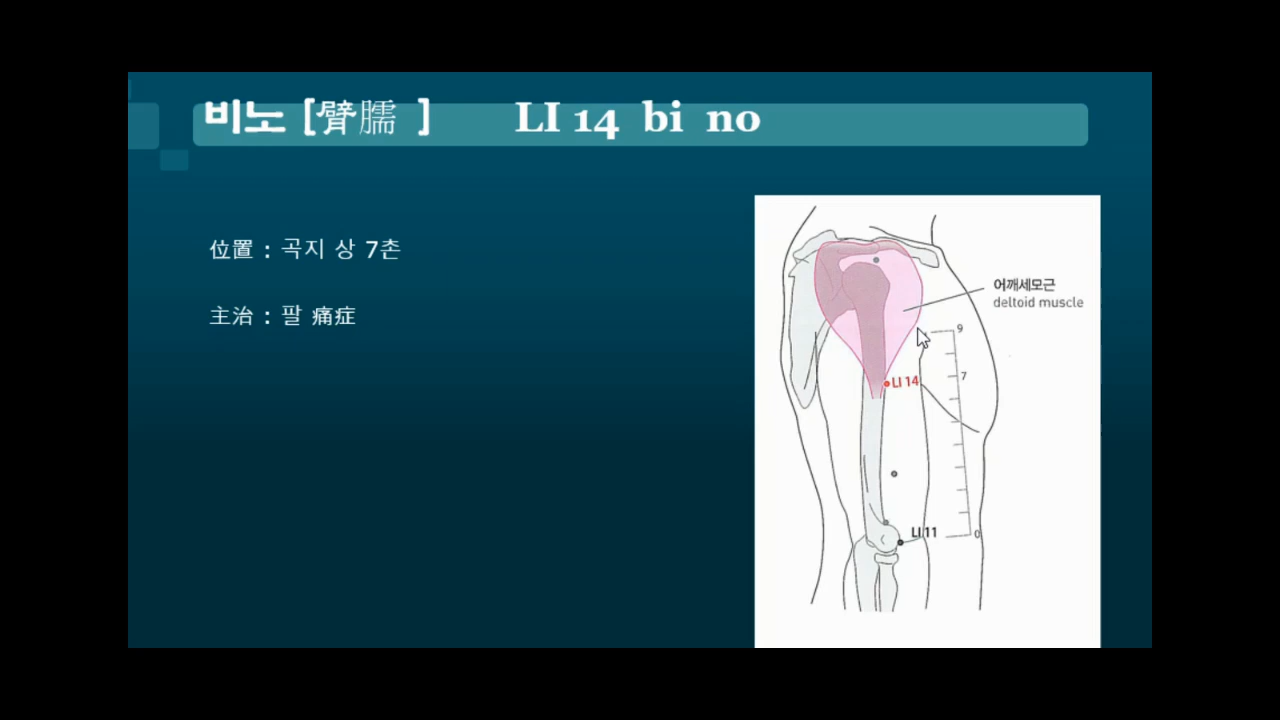 비노 [臂臑 ] LI 14 bi no
位置 : 곡지 상 7촌
主治 : 팔 痛症
어깨세모근
deltoid muscle
9
7
LI 14
LI 11
0